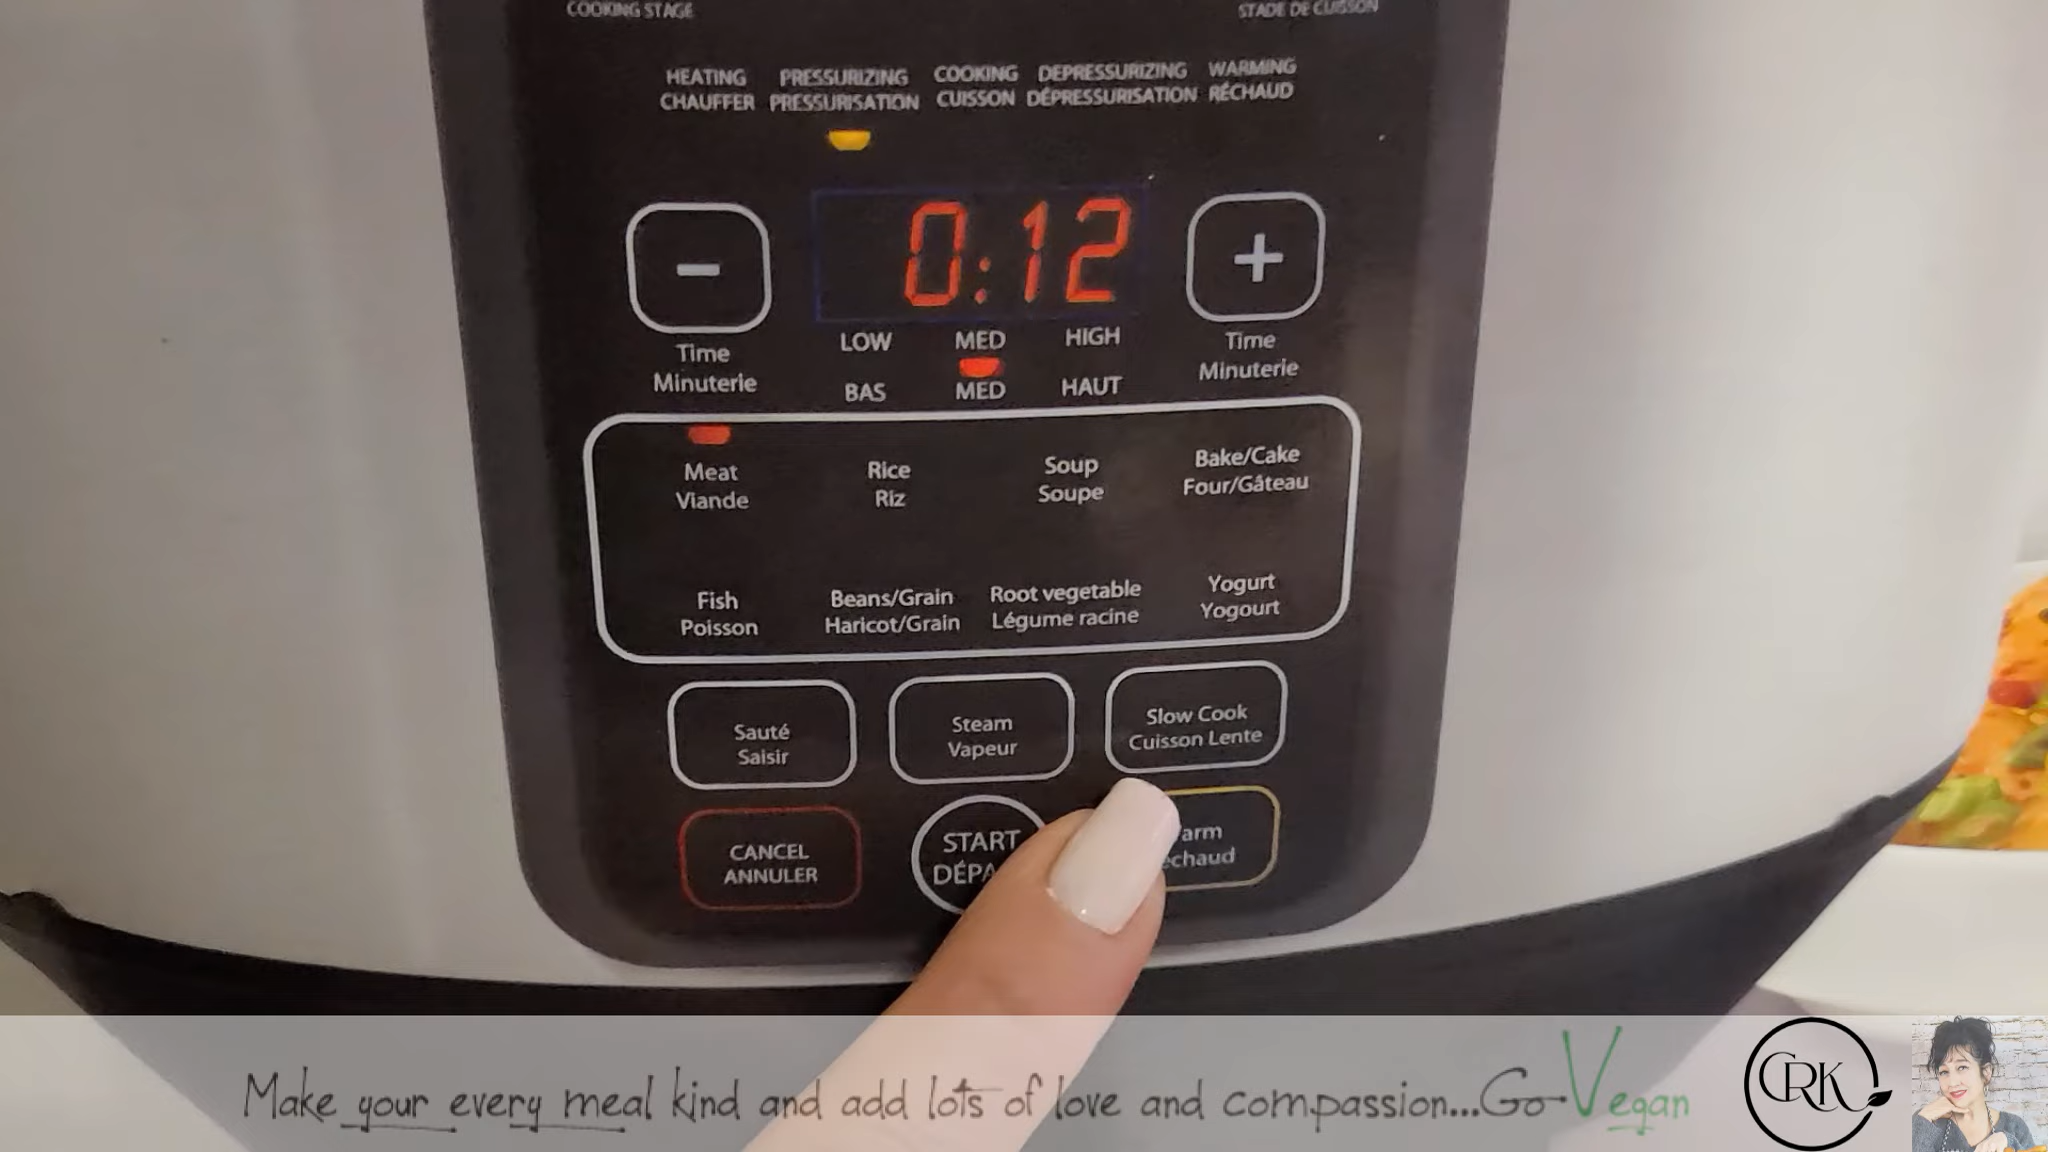 COOKING STAGE
STADE DE CUISSON
HEATING PRESSURIZING COOKING DEPRESSURIZING WARMING
CHAUFFER PRESSURISATION CUISSON DÉPRESSURISATION RÉCHAUD
-
0:12
+
Time
Minuterie
LOW MED HIGH
BAS MED HAUT
Time
Minuterie
Meat
Viande
Rice
Riz
Soup
Soupe
Bake/Cake
Four/Gâteau
Fish
Poisson
Beans/Grain
Haricot/Grain
Root vegetable
Légume racine
Yogurt
Yogourt
Sauté
Saisir
Steam
Vapeur
Slow Cook
Cuisson Lente
CANCEL
ANNULER
START
Make your every meal kind and add lots of love and compassion...Go Vegan
CRK